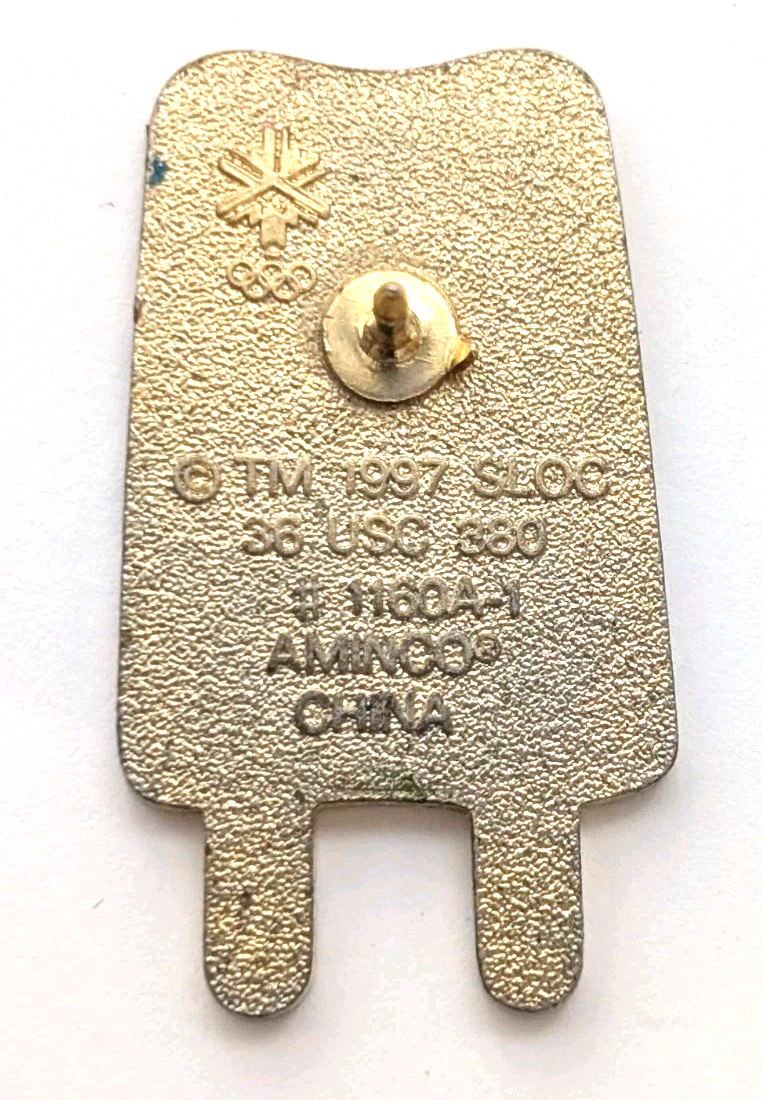 © TM 1997 SLOC
36 USC 380
# 1160A-1
AMINCO©
CHINA